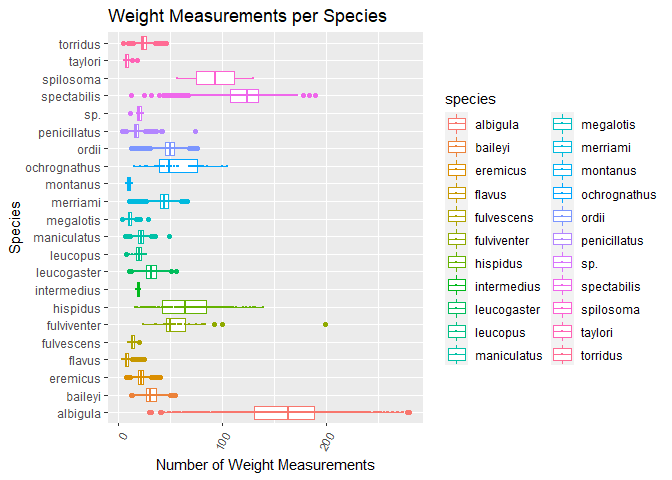 Weight Measurements per Species
Species
torridus
taylori
spilosoma
spectabilis
sp.
penicillatus
ordii
ochrognathus
montanus
merriami
megalotis
maniculatus
leucopus
leucogaster
intermedius
hispidus
fulviventer
fulvescens
flavus
eremicus
baileyi
albigula
0
100
200
Number of Weight Measurements
species
albigula
baileyi
eremicus
flavus
fulvescens
fulviventer
hispidus
intermedius
leucogaster
leucopus
maniculatus
megalotis
merriami
montanus
ochrognathus
ordii
penicillatus
sp.
spectabilis
spilosoma
taylori
torridus